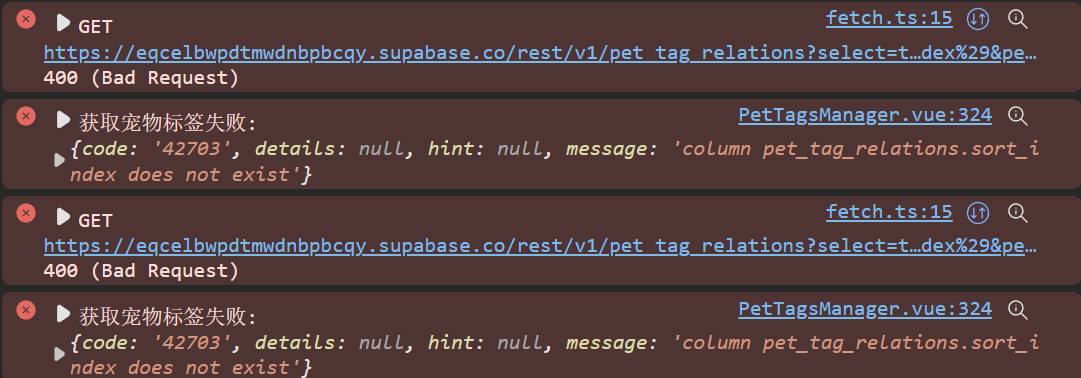 GET fetch.ts:15
https://eqcelbwpdtmwdnbpbcqy.supabase.co/rest/v1/pet_tag_relations?select=t…dex%29&pe…
400 (Bad Request)
获取宠物标签失败: PetTagsManager.vue:324
{code: '42703', details: null, hint: null, message: 'column pet_tag_relations.sort_i
ndex does not exist'}
GET fetch.ts:15
https://eqcelbwpdtmwdnbpbcqy.supabase.co/rest/v1/pet_tag_relations?select=t…dex%29&pe…
400 (Bad Request)
获取宠物标签失败: PetTagsManager.vue:324
{code: '42703', details: null, hint: null, message: 'column pet_tag_relations.sort_i
ndex does not exist'}